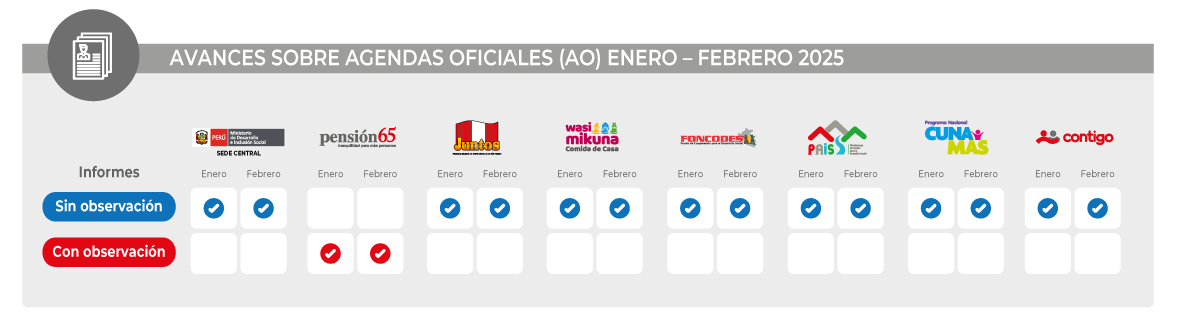 AVANCES SOBRE AGENDAS OFICIALES (AO) ENERO – FEBRERO 2025
PERÚ Ministerio de Desarrollo e Inclusión Social
SEDE CENTRAL
pensión65
tranquilidad para más peruanos
Juntos
wasi
mikuna
Comida de Casa
FONCODES
PAIS
Programa Nacional
CUNA
MÁS
contigo
Informes
Enero Febrero Enero Febrero Enero Febrero Enero Febrero Enero Febrero Enero Febrero Enero Febrero Enero Febrero
Sin observación
Con observación